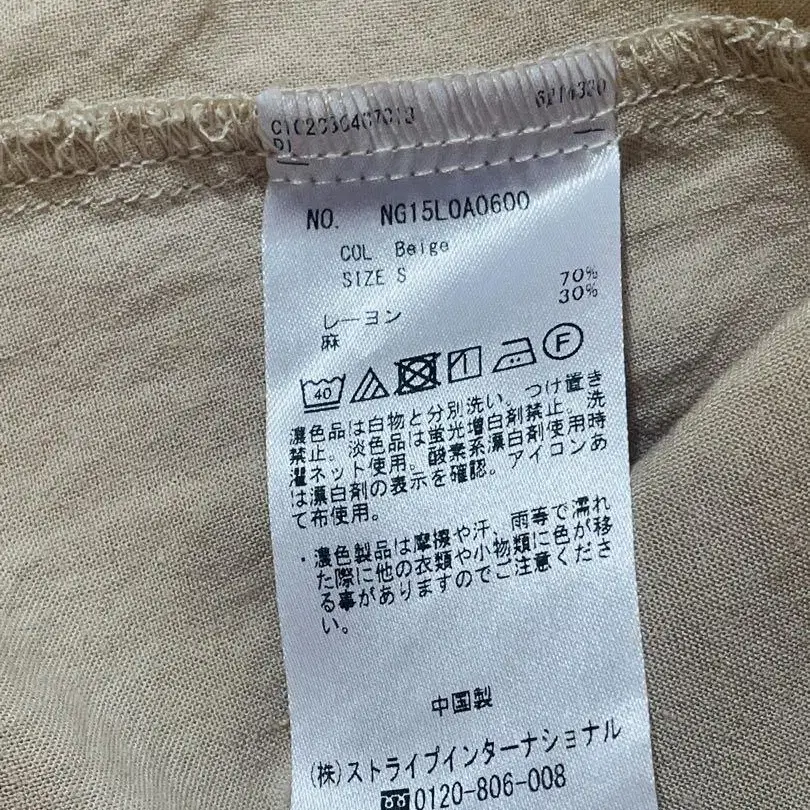 6214320
NO. NG15L0A0600
COL Beige
SIZE S
レーヨン 70%
麻 30%
40 F
濃色品は白物と分別洗い。つけ置き
禁止。淡色品は蛍光増白剤禁止。洗
濯ネット使用。酸素系漂白剤使用時
は漂白剤の表示を確認。アイロンあ
て布使用。
・濃色製品は摩擦や汗、雨等で濡れ
た際に他の衣類や小物類に色が移
る事がありますのでご注意くださ
い。
中国製
(株)ストライプインターナショナル
0120-806-008